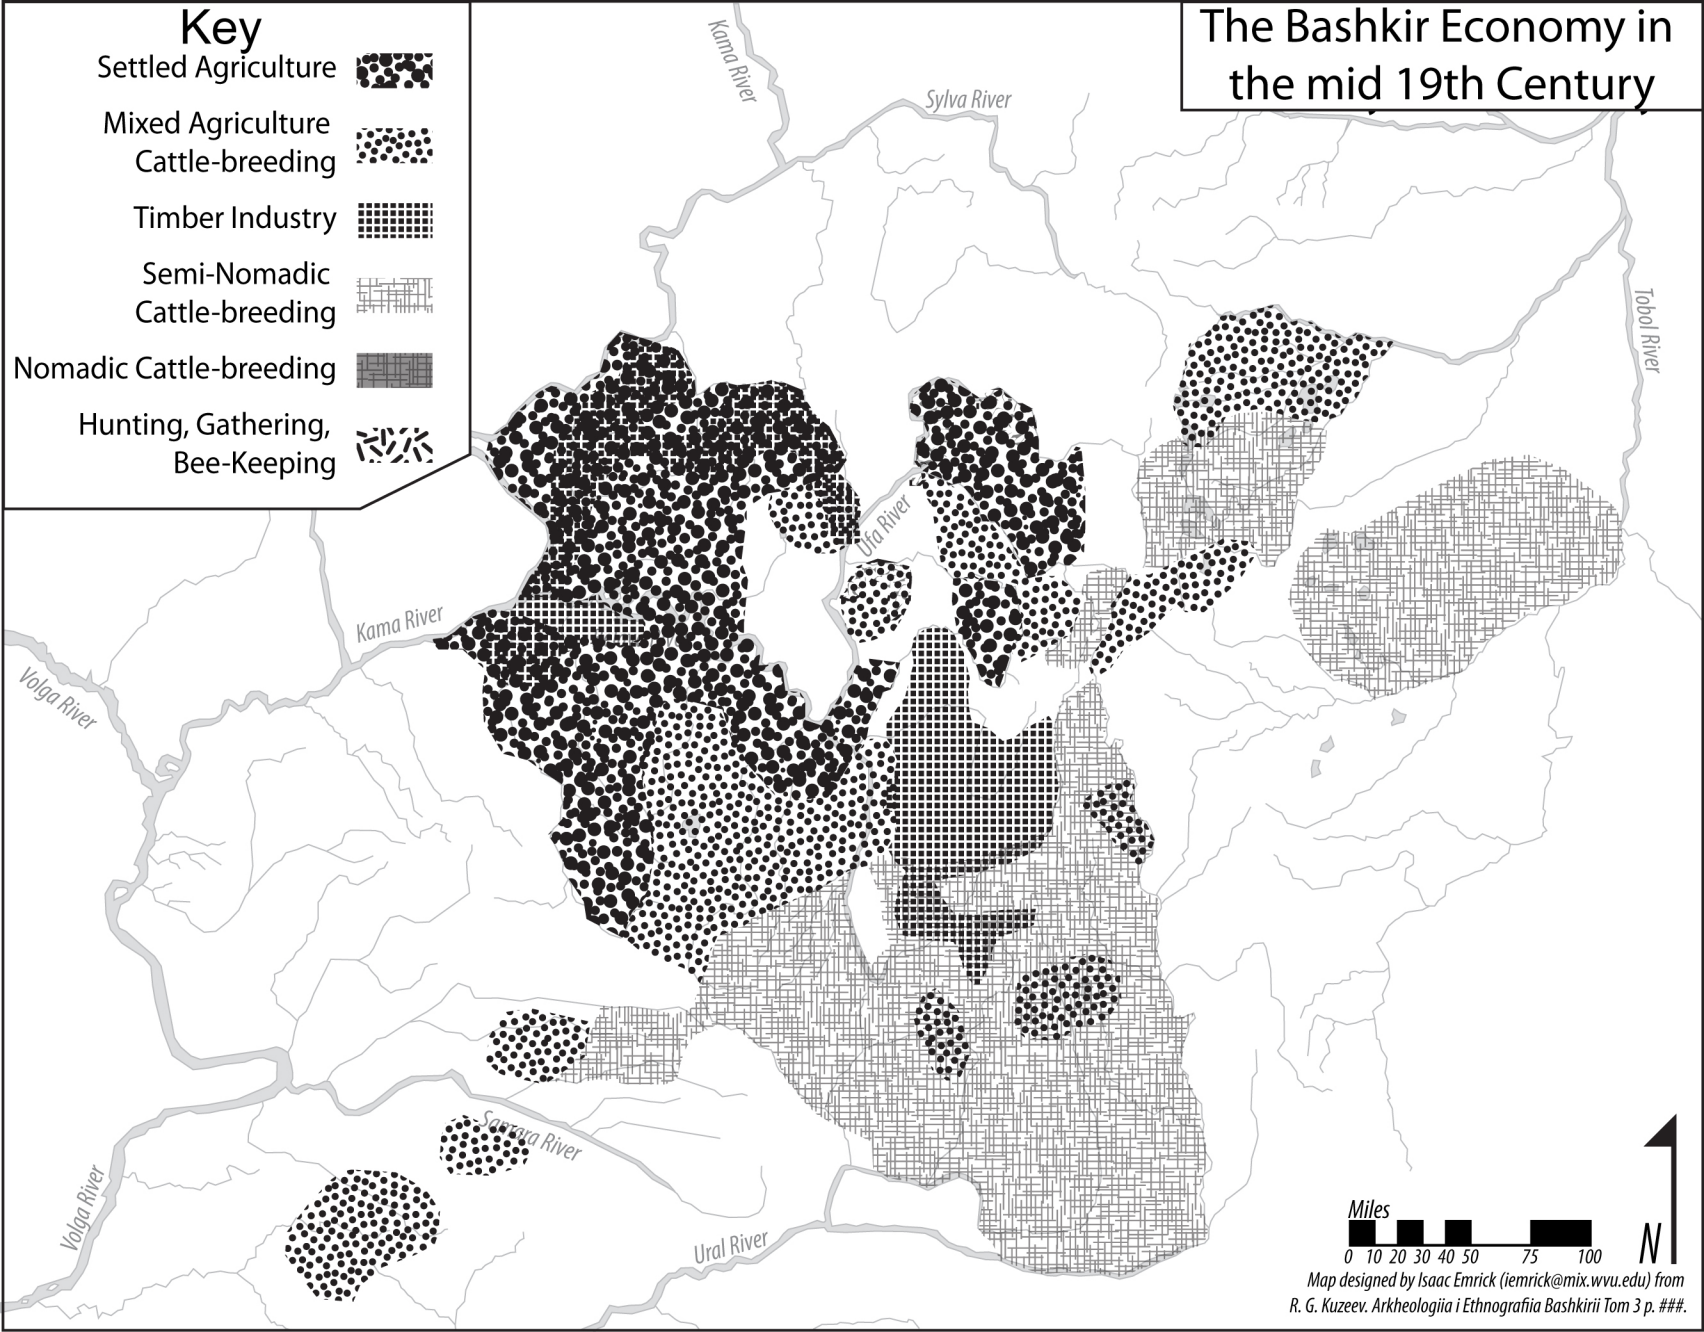 Key
Settled Agriculture
Mixed Agriculture
Cattle-breeding
Timber Industry
Semi-Nomadic
Cattle-breeding
Nomadic Cattle-breeding
Hunting, Gathering,
Bee-Keeping
The Bashkir Economy in
the mid 19th Century
Kama River
Sylva River
Tobol River
Ufa River
Kama River
Volga River
Samara River
Volga River
Ural River
Miles
0 10 20 30 40 50 75 100
N
Map designed by Isaac Emrick (iemrick@mix.wvu.edu) from
R. G. Kuzeev. Arkheologiia i Ethnografiia Bashkirii Tom 3 p. ###.